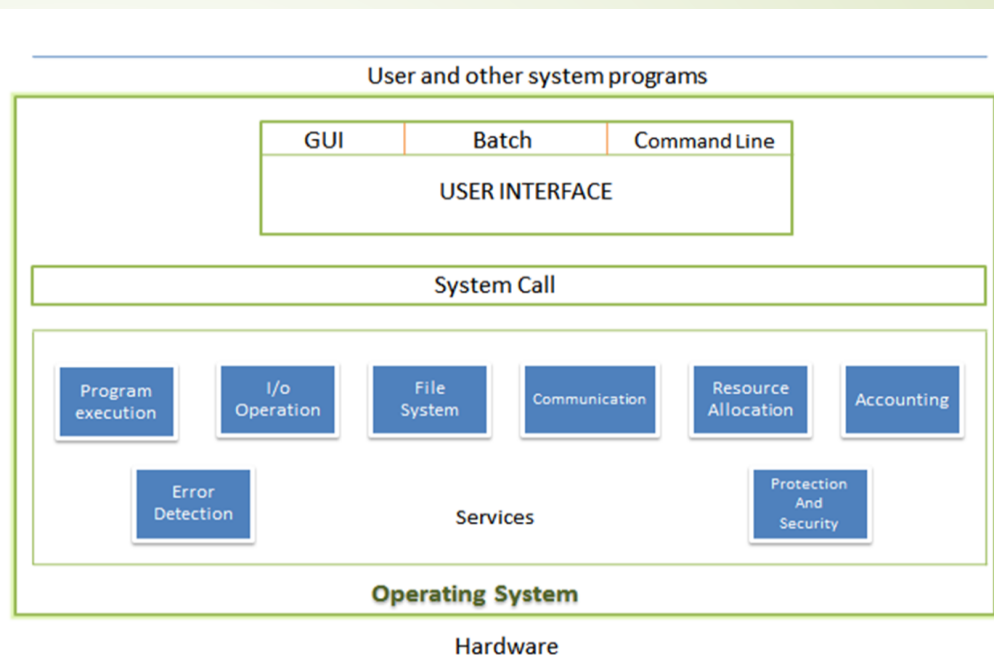 User and other system programs
GUI
Batch
Command Line
USER INTERFACE
System Call
Program
execution
I/o
Operation
File
System
Communication
Resource
Allocation
Accounting
Error
Detection
Services
Protection
And
Security
Operating System
Hardware